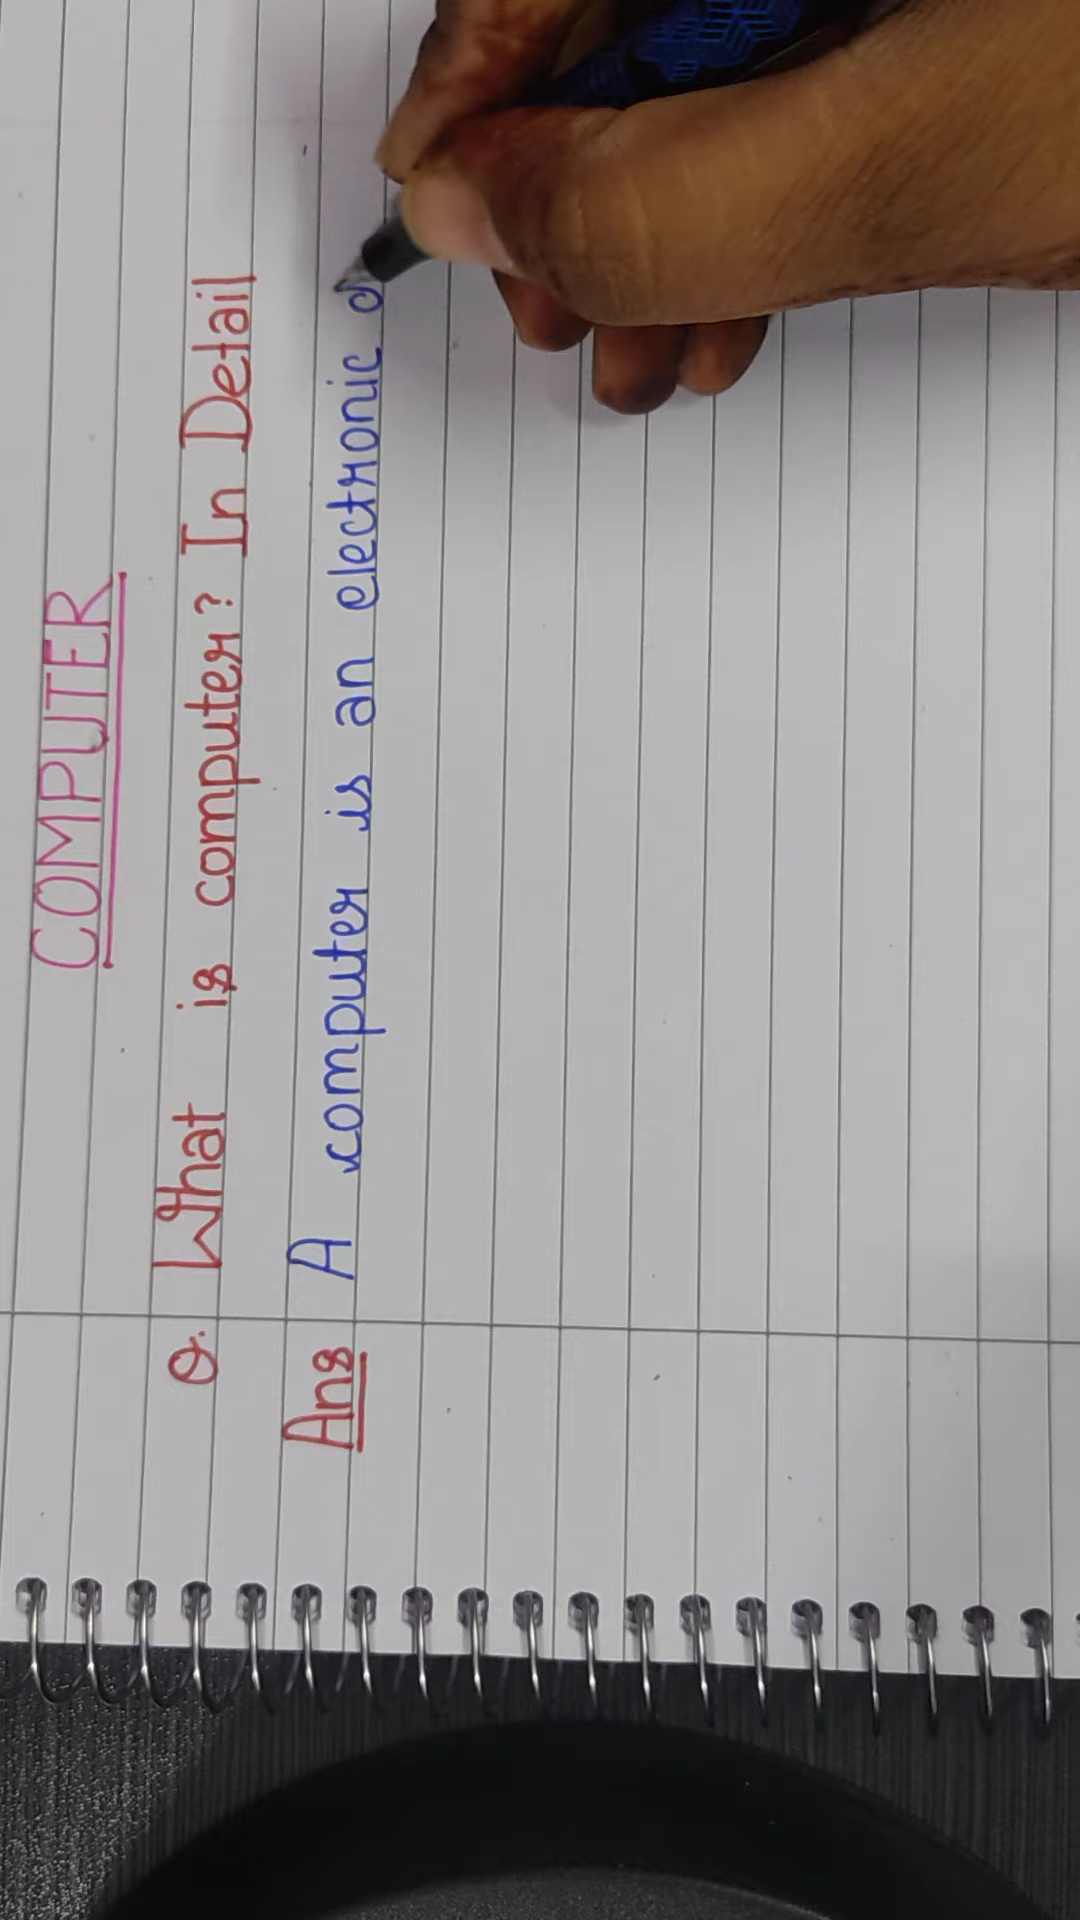 COMPUTER
Q. What is computer? In Detail
Ans A computer is an electronic